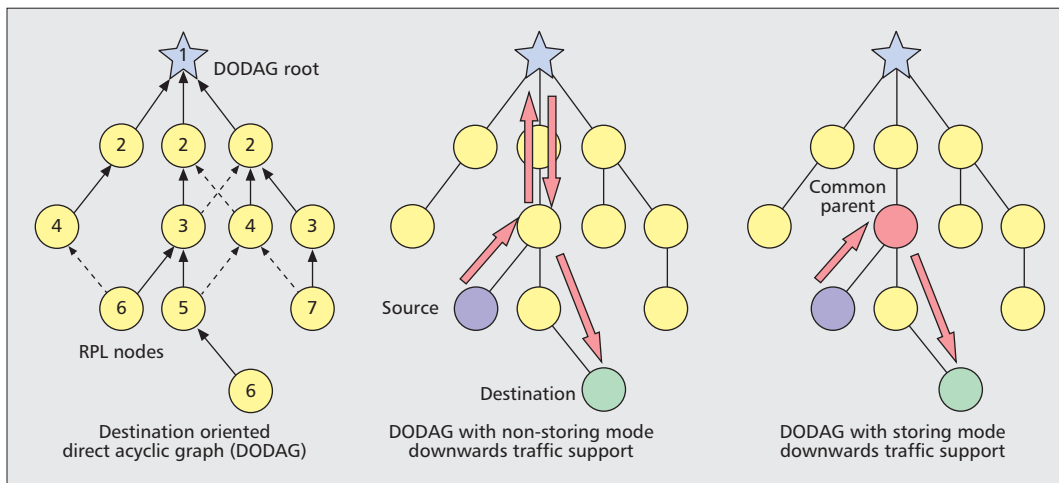 1
DODAG root
2 2 2
4 3 4 3
6 5 7
RPL nodes
6
Destination oriented
direct acyclic graph (DODAG)
Source
Destination
DODAG with non-storing mode
downwards traffic support
Common
parent
DODAG with storing mode
downwards traffic support